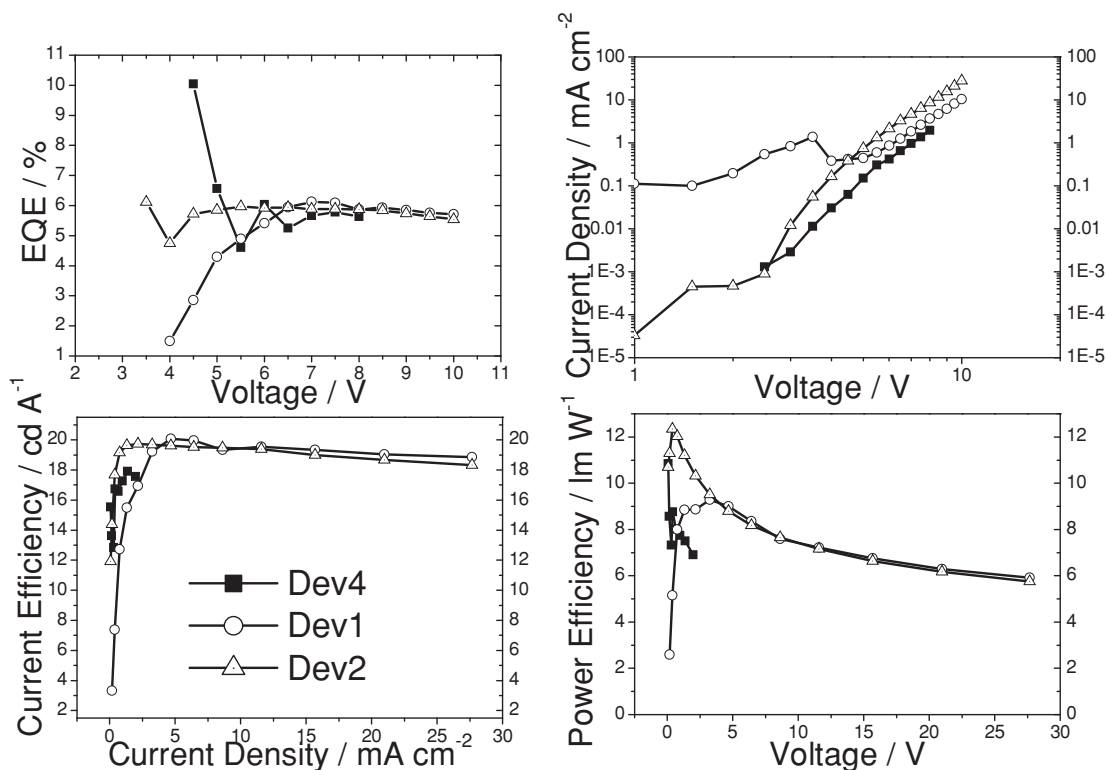 11
10
9
8
7
6
5
4
3
2
1
EQE / %
2 3 4 5 6 7 8 9 10 11
Voltage / V
Current Density / mA cm-2
100
10
1
0.1
0.01
1E-3
1E-4
1E-5
100
10
1
0.1
0.01
1E-3
1E-4
1E-5
1 10
Voltage / V
Current Efficiency / cd A-1
20
18
16
14
12
10
8
6
4
2
20
18
16
14
12
10
8
6
4
2
Dev4
Dev1
Dev2
0 5 10 15 20 25 30
Current Density / mA cm-2
Power Efficiency / lm W-1
12
10
8
6
4
2
0
12
10
8
6
4
2
0
0 5 10 15 20 25 30
Voltage / V